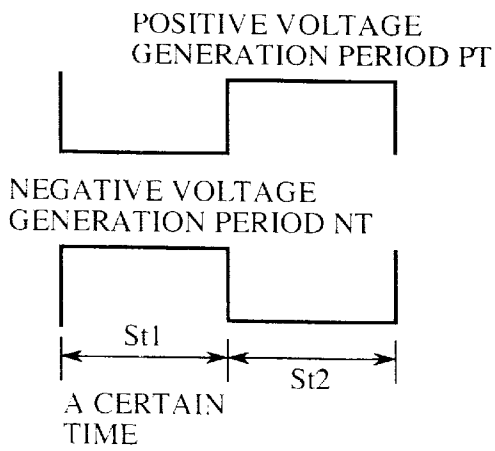 POSITIVE VOLTAGE
GENERATION PERIOD PT
NEGATIVE VOLTAGE
GENERATION PERIOD NT
St1
St2
A CERTAIN
TIME